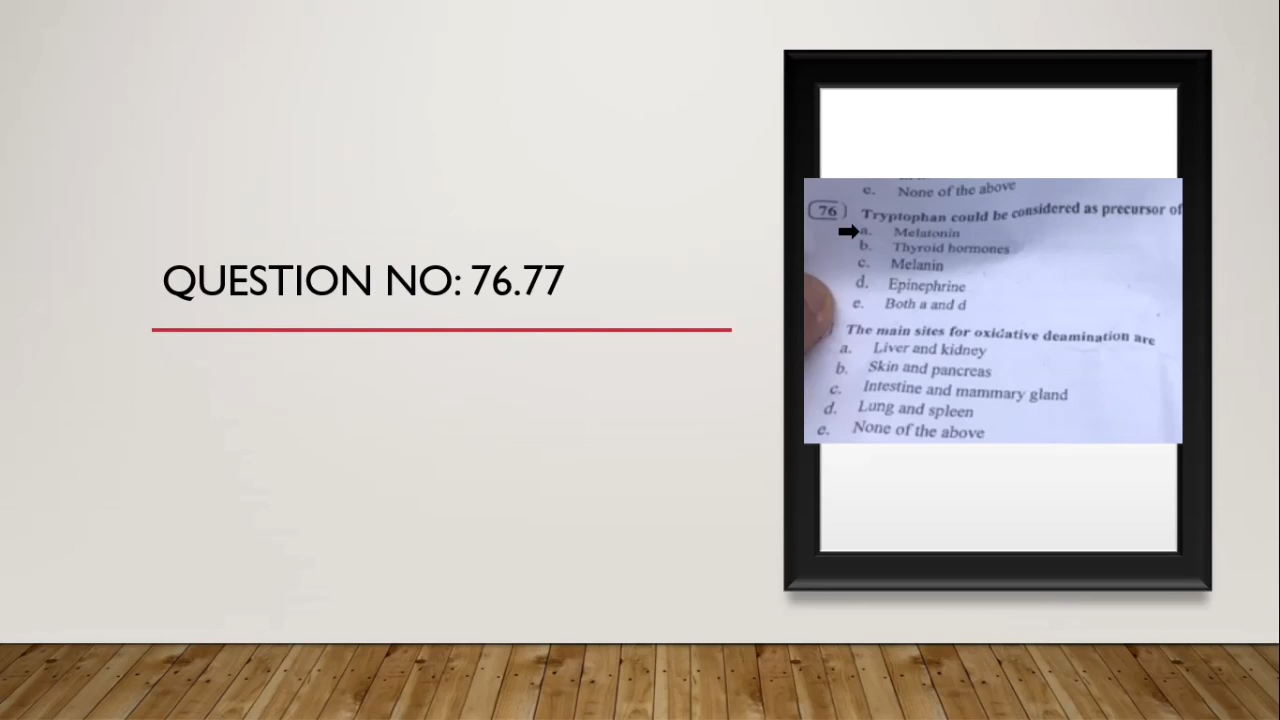 QUESTION NO: 76.77
e. None of the above
76 Tryptophan could be considered as precursor of
a. Melatonin
b. Thyroid hormones
c. Melanin
d. Epinephrine
e. Both a and d
The main sites for oxidative deamination are
a. Liver and kidney
b. Skin and pancreas
c. Intestine and mammary gland
d. Lung and spleen
e. None of the above